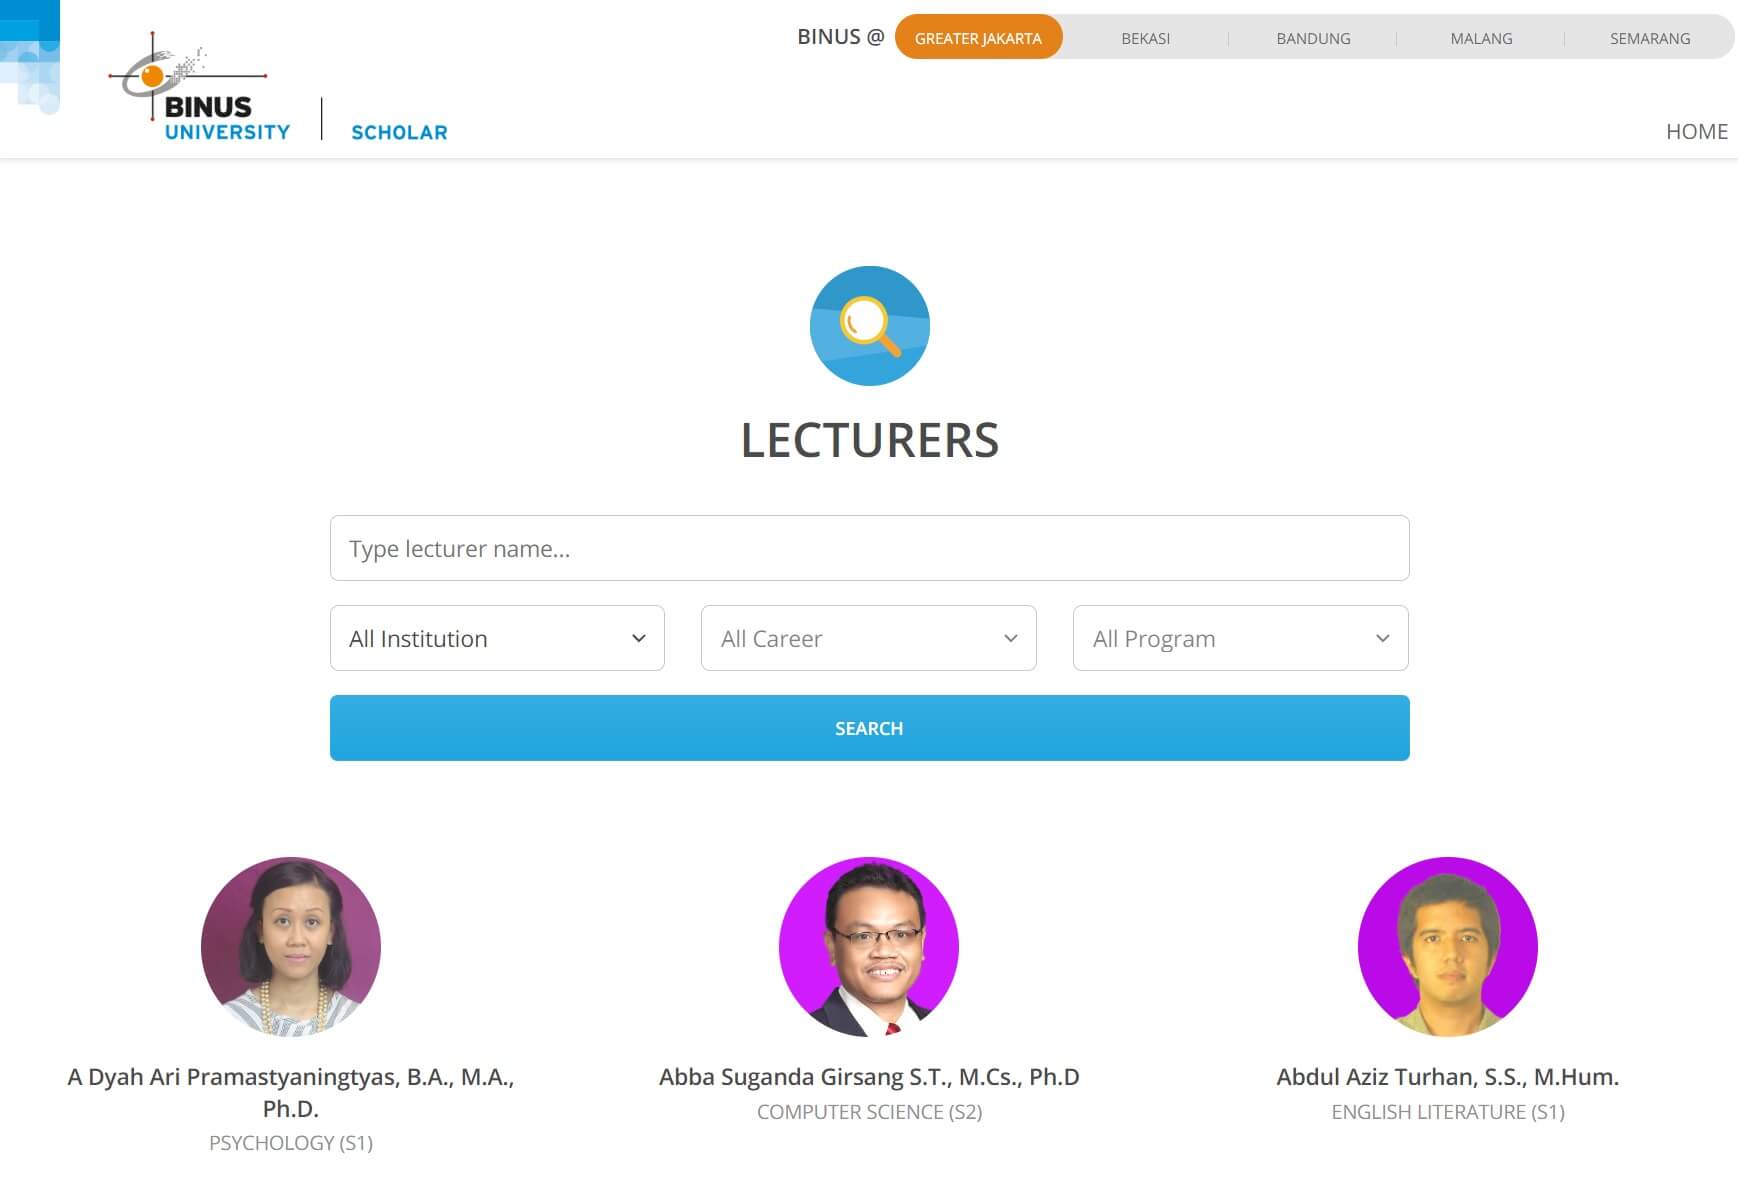 BINUS @ GREATER JAKARTA BEKASI BANDUNG MALANG SEMARANG
BINUS
UNIVERSITY SCHOLAR
HOME
LECTURERS
Type lecturer name...
All Institution All Career All Program
SEARCH
A Dyah Ari Pramastyaningtyas, B.A., M.A.,
Ph.D.
PSYCHOLOGY (S1)
Abba Suganda Girsang S.T., M.Cs., Ph.D
COMPUTER SCIENCE (S2)
Abdul Aziz Turhan, S.S., M.Hum.
ENGLISH LITERATURE (S1)